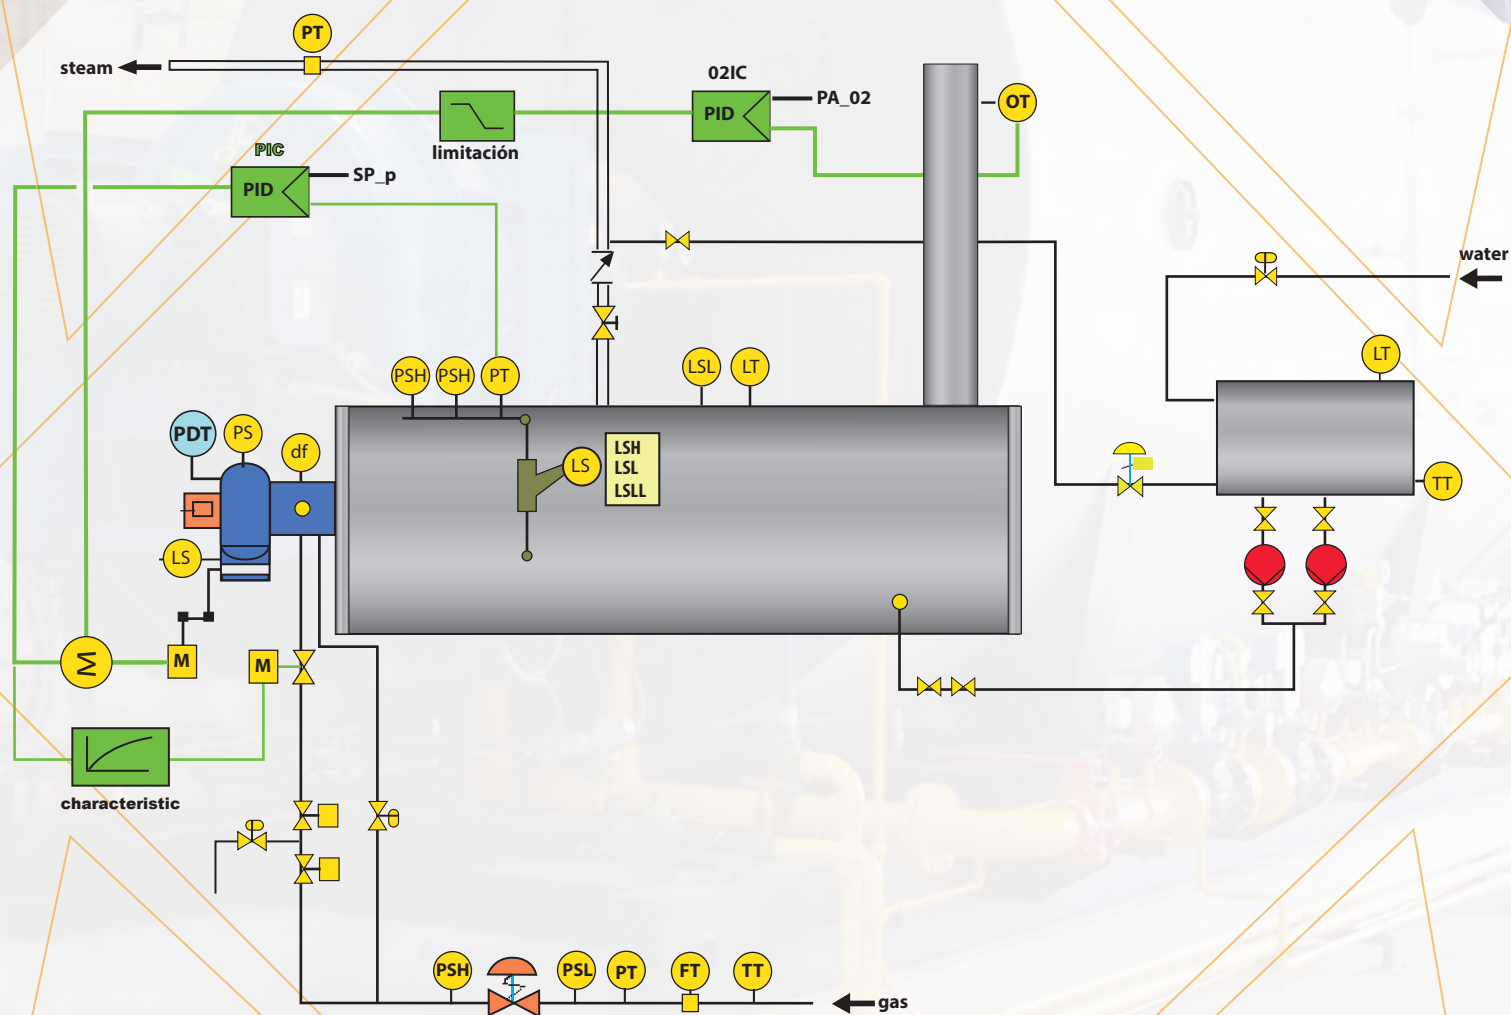 PT
steam
02IC
PID
PA_02
OT
limitación
PIC
PID
SP_p
water
PSH
PSH
PT
LSL
LT
LT
PDT
PS
df
LS
LSH
LSL
LSLL
TT
LS
M
M
M
characteristic
PSH
PSL
PT
FT
TT
gas